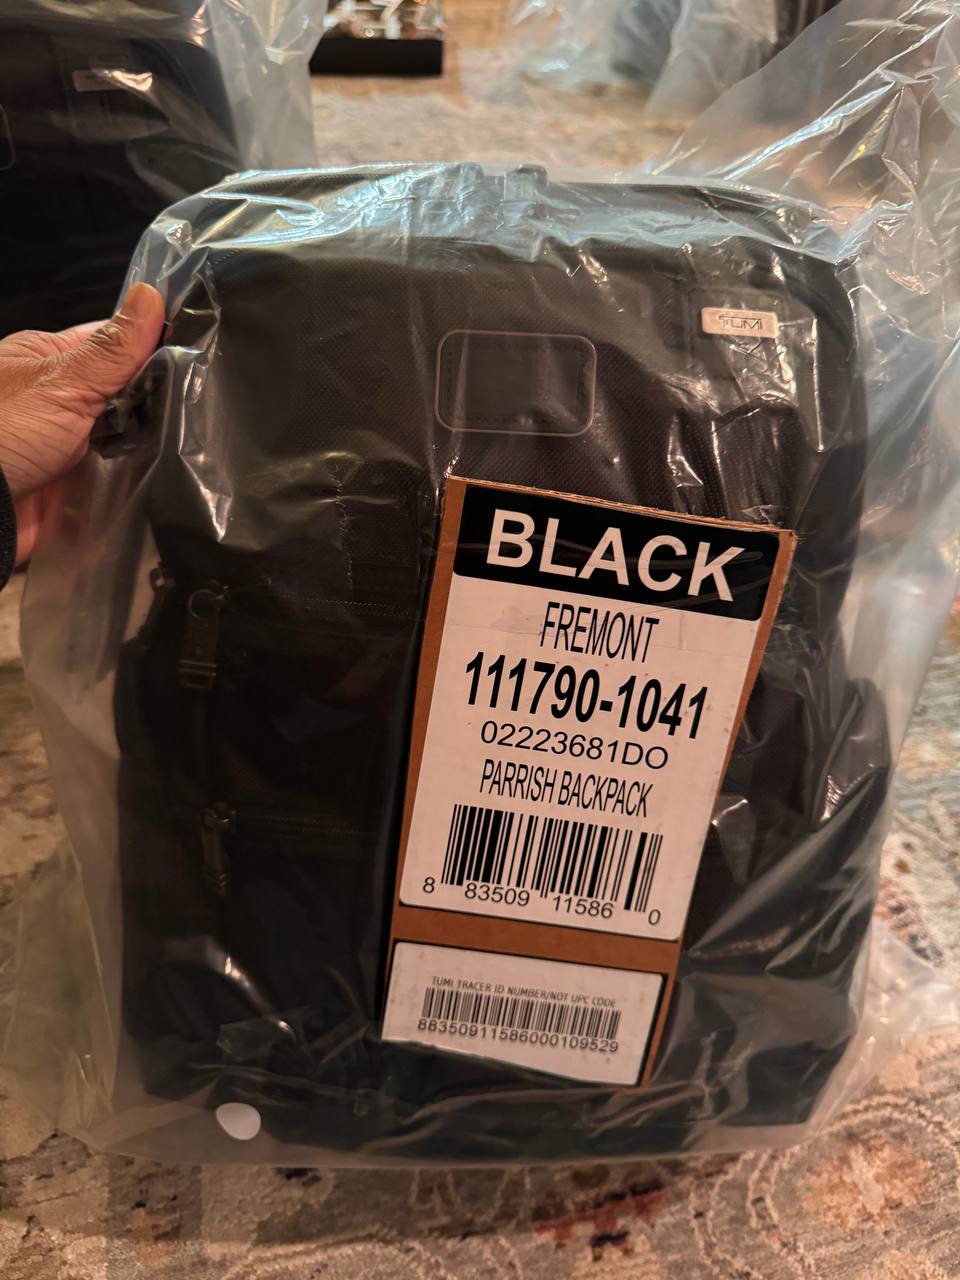 TUMI
BLACK
FREMONT
111790-1041
02223681DO
PARRISH BACKPACK
8 83509 11586 0
TUMI TRACER ID NUMBER/NOT UPC CODE
88350911586000109529